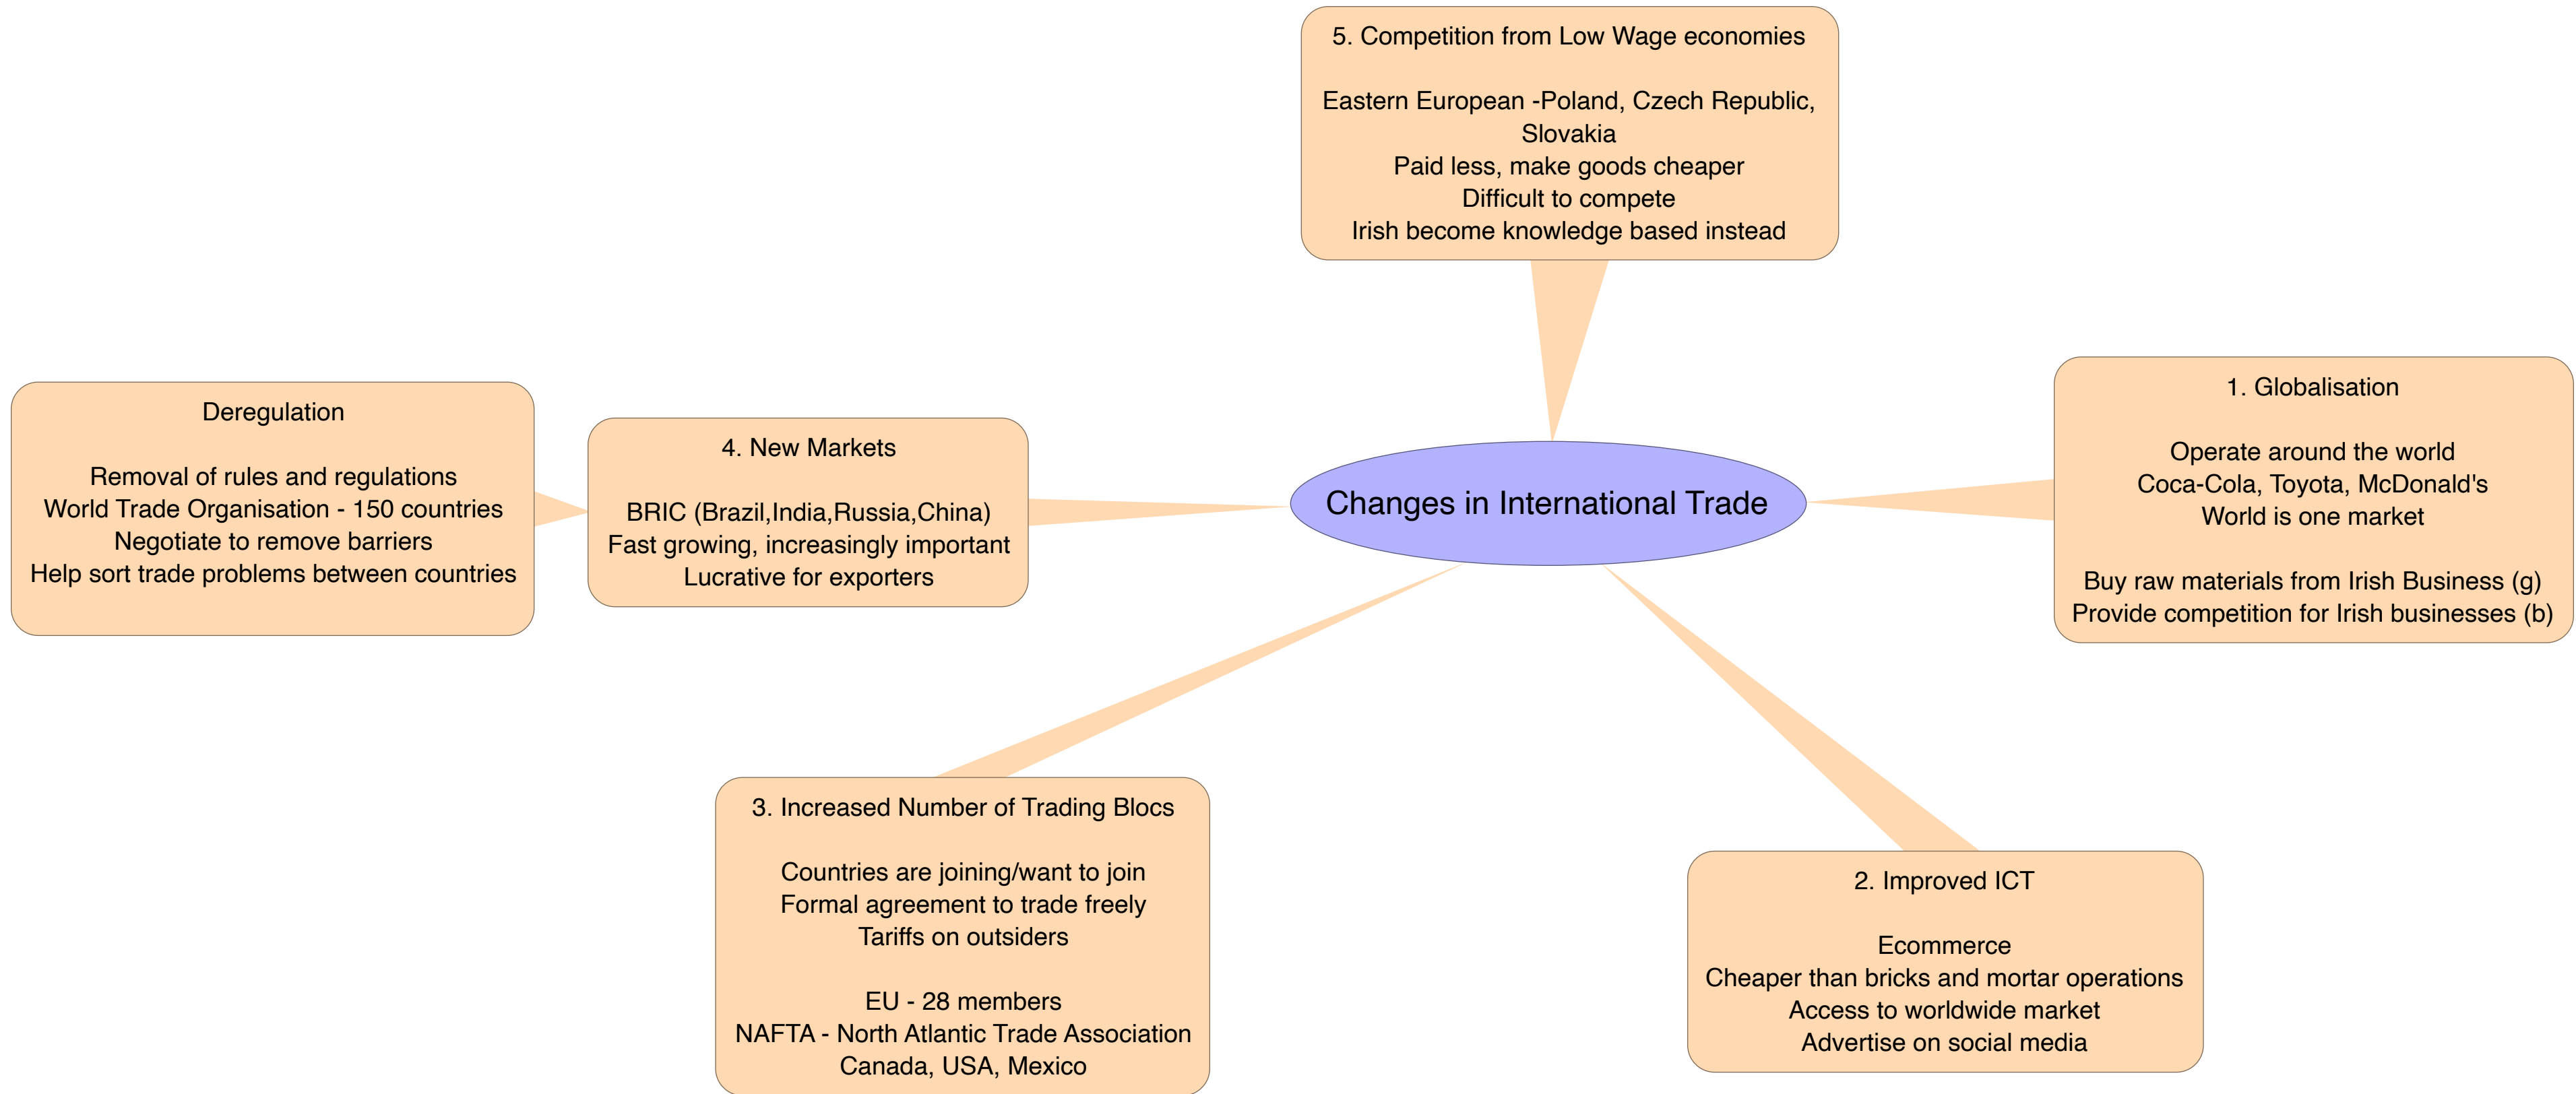 Changes in International Trade
1. Globalisation
Operate around the world
Coca-Cola, Toyota, McDonald's
World is one market
Buy raw materials from Irish Business (g)
Provide competition for Irish businesses (b)
2. Improved ICT
Ecommerce
Cheaper than bricks and mortar operations
Access to worldwide market
Advertise on social media
3. Increased Number of Trading Blocs
Countries are joining/want to join
Formal agreement to trade freely
Tariffs on outsiders
EU - 28 members
NAFTA - North Atlantic Trade Association
Canada, USA, Mexico
4. New Markets
BRIC (Brazil,India,Russia,China)
Fast growing, increasingly important
Lucrative for exporters
Deregulation
Removal of rules and regulations
World Trade Organisation - 150 countries
Negotiate to remove barriers
Help sort trade problems between countries
5. Competition from Low Wage economies
Eastern European -Poland, Czech Republic,
Slovakia
Paid less, make goods cheaper
Difficult to compete
Irish become knowledge based instead